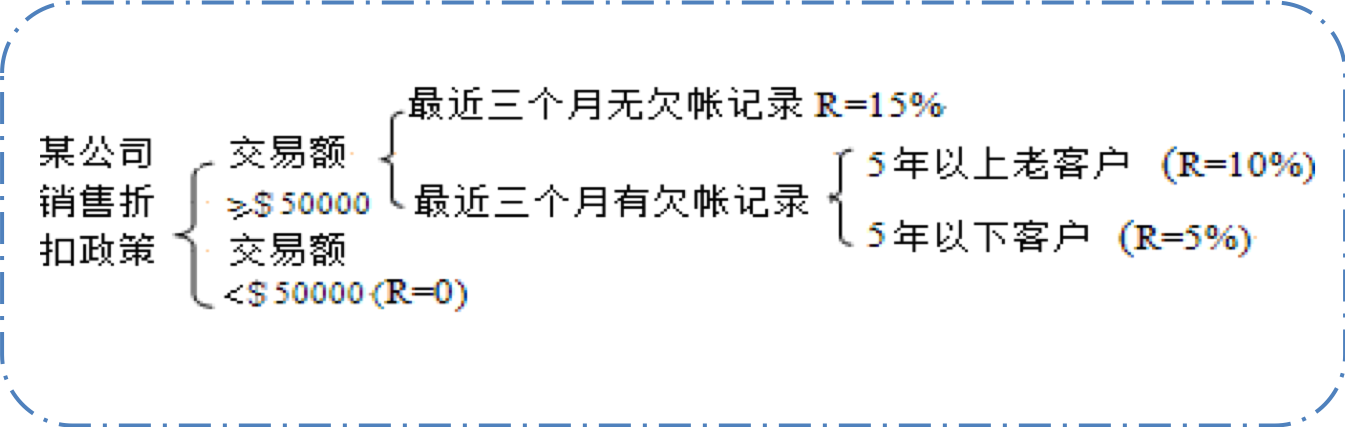 最近三个月无欠帐记录 R=15%
某公司
销售折
扣政策
交易额
≥$50000
最近三个月有欠帐记录
5年以上老客户 (R=10%)
5年以下客户 (R=5%)
交易额
<$50000 (R=0)